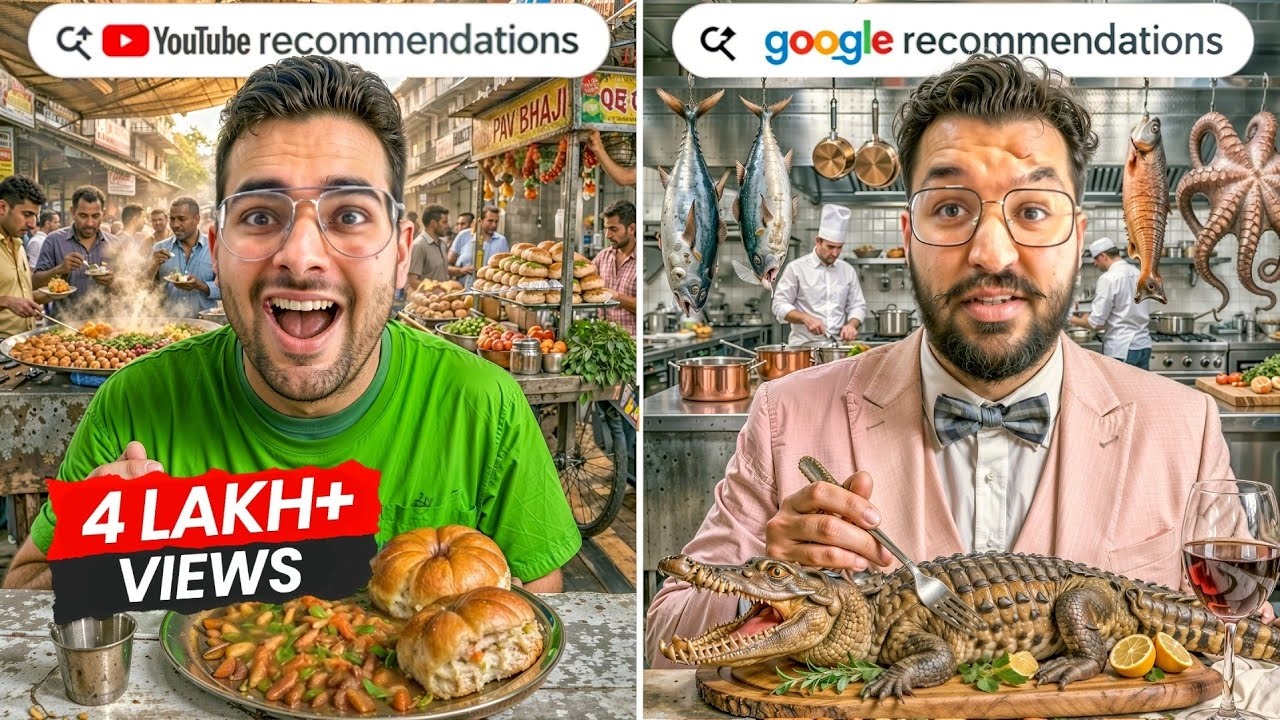 YouTube recommendations
google recommendations
PAV BHAJI
4 LAKH+
VIEWS